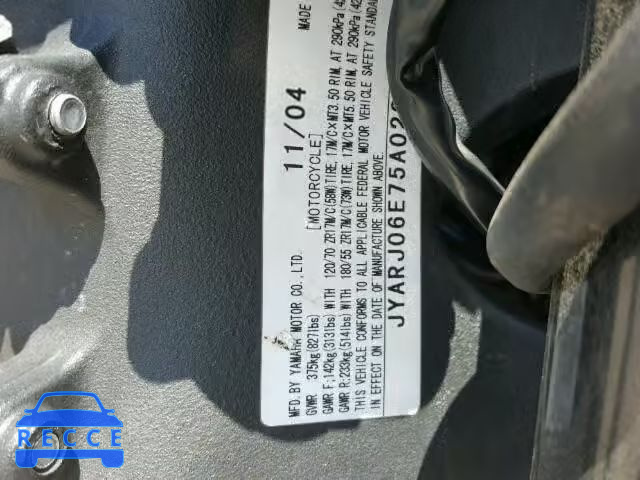 MFD. BY YAMAHA MOTOR CO., LTD. 11/04 MADE
GVWR 375kg(827lbs) [MOTORCYCLE]
GAWR F;142kg(313lbs) WITH 120/70 ZR17M/C(58W) TIRE, 17M/C×MT3.50 RIM, AT 290kPa(42
GAWR R;233kg(514lbs) WITH 180/55 ZR17M/C(73W) TIRE, 17M/C×MT5.50 RIM, AT 290kPa(42
THIS VEHICLE CONFORMS TO ALL APPLICABLE FEDERAL MOTOR VEHICLE SAFETY STANDAR
IN EFFECT ON THE DATE OF MANUFACTURE SHOWN ABOVE.
JYARJ06E75A02
RECCE